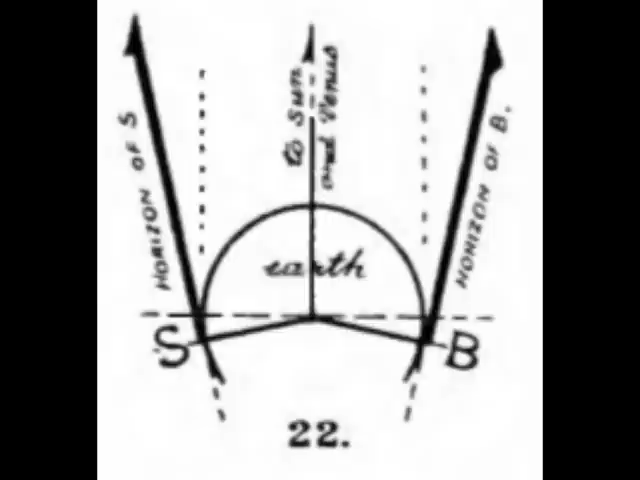 to Sun
and Venus
HORIZON OF S
HORIZON OF B.
earth
S
B
22.